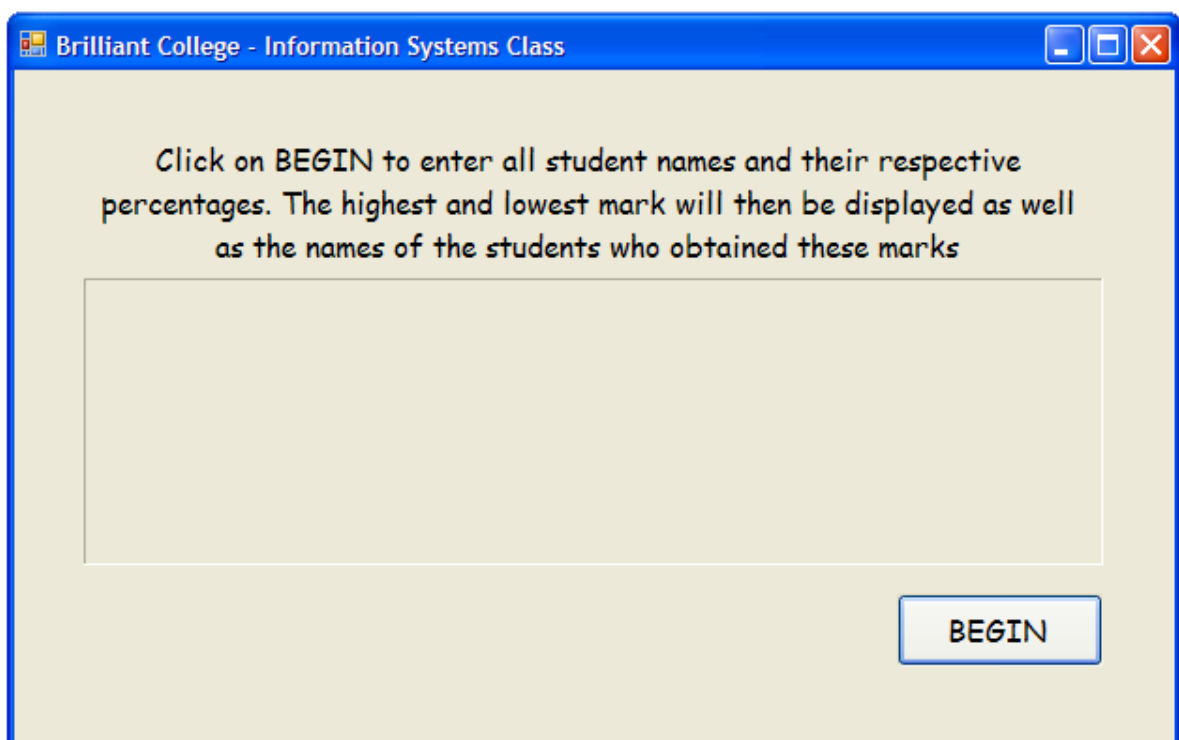 Brilliant College - Information Systems Class
Click on BEGIN to enter all student names and their respective
percentages. The highest and lowest mark will then be displayed as well
as the names of the students who obtained these marks
BEGIN